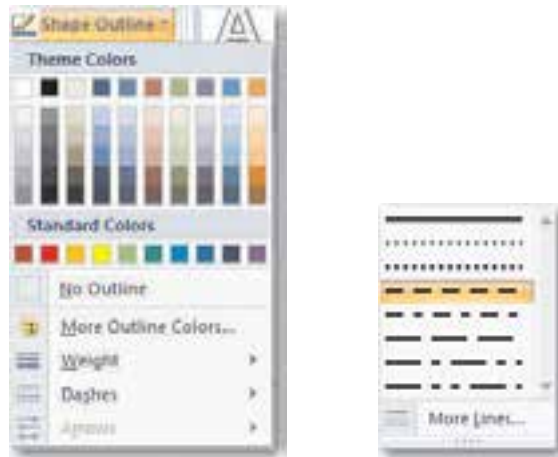 Shape Outline
Theme Colors
Standard Colors
No Outline
More Outline Colors...
Weight
Dashes
Arrows
More Lines...